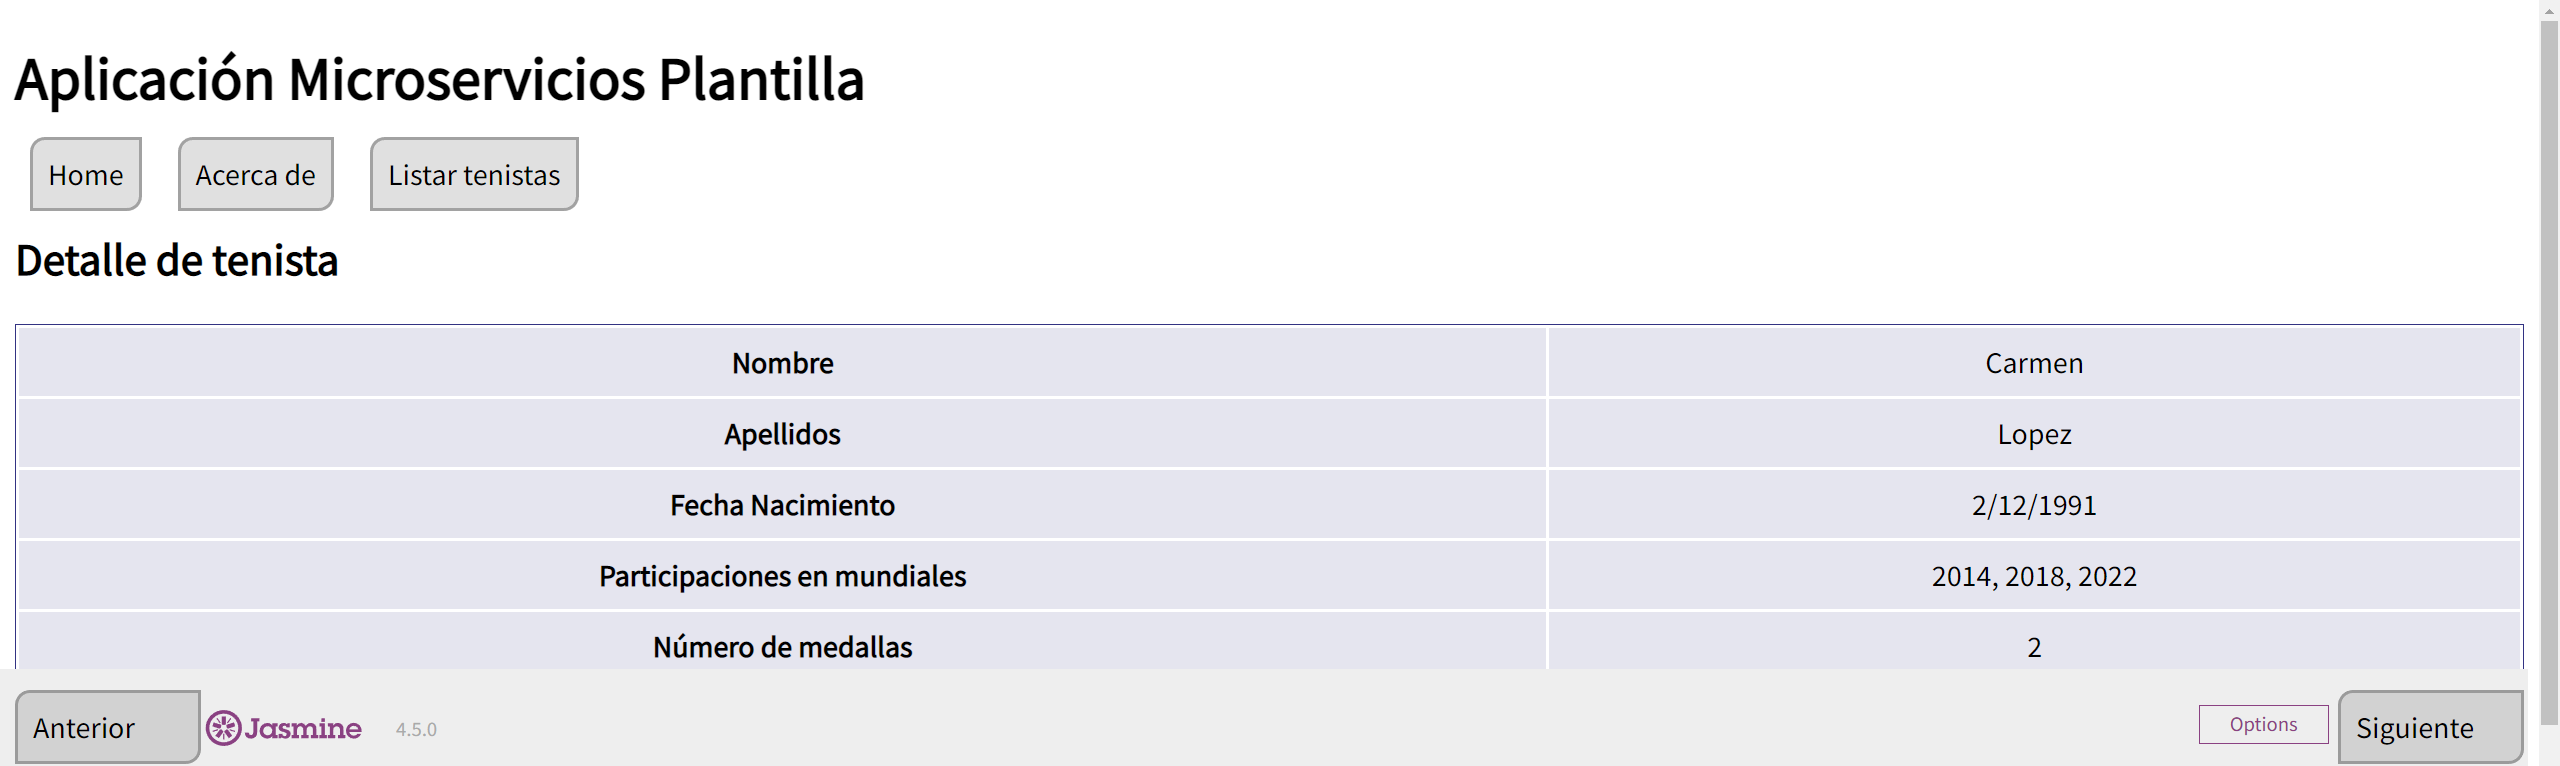 Aplicación Microservicios Plantilla
Home Acerca de Listar tenistas
Detalle de tenista
Nombre Carmen
Apellidos Lopez
Fecha Nacimiento 2/12/1991
Participaciones en mundiales 2014, 2018, 2022
Número de medallas 2
Anterior Jasmine 4.5.0 Options Siguiente